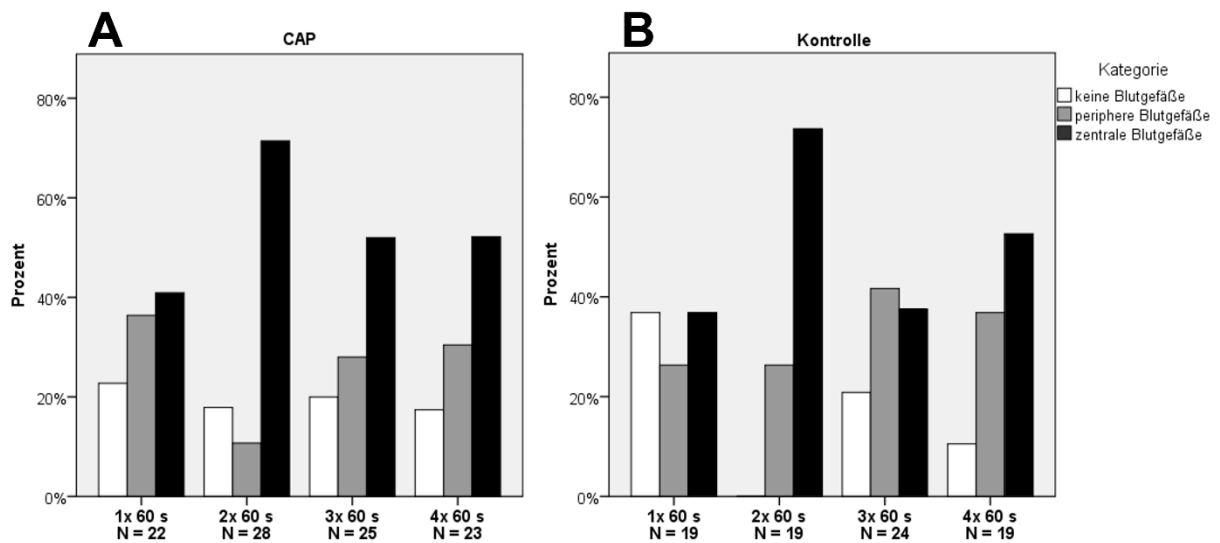 A
CAP
80%
60%
40%
20%
0%
Prozent
1x 60 s
N = 22
2x 60 s
N = 28
3x 60 s
N = 25
4x 60 s
N = 23
B
Kontrolle
80%
60%
40%
20%
0%
Prozent
1x 60 s
N = 19
2x 60 s
N = 19
3x 60 s
N = 24
4x 60 s
N = 19
Kategorie
keine Blutgefäße
periphere Blutgefäße
zentrale Blutgefäße